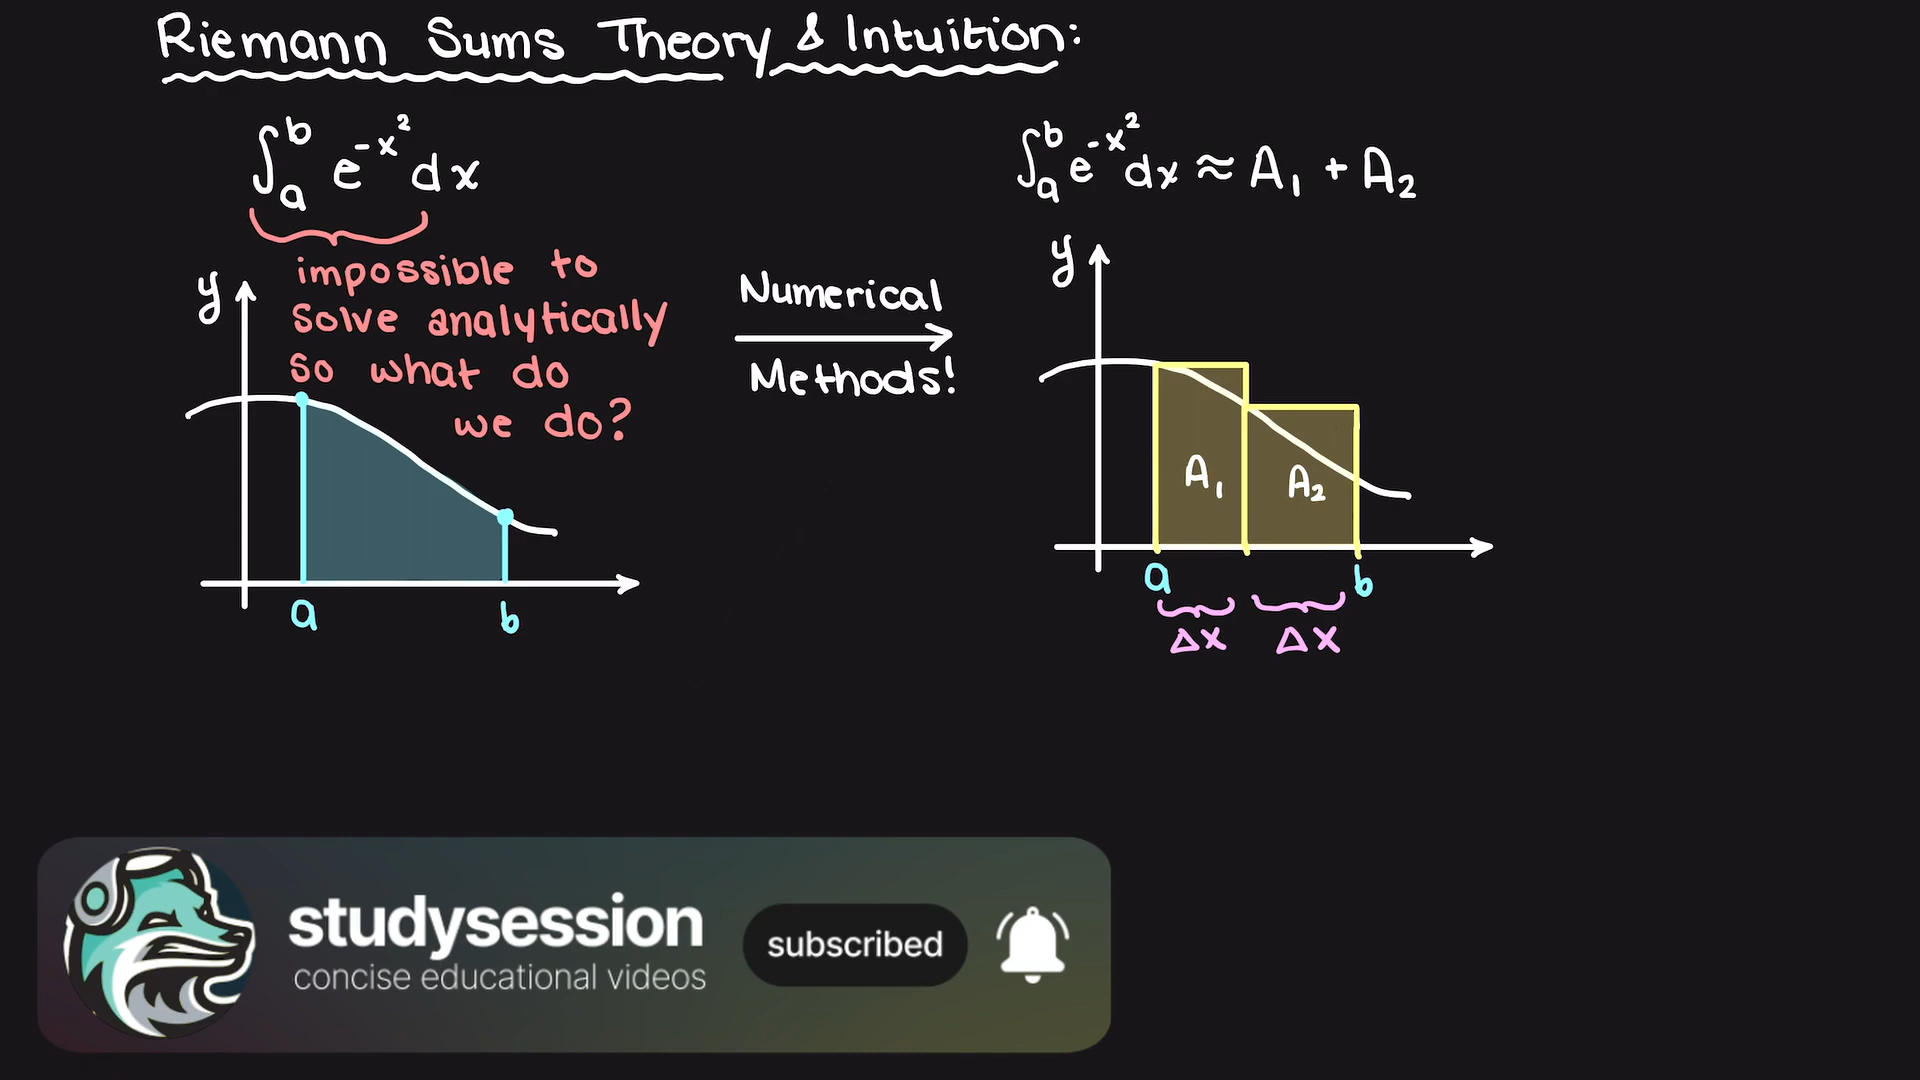 Riemann Sums Theory & Intuition:
∫ₐᵇ e^{-x²} dx
impossible to
solve analytically
so what do
we do?
y
a
b
Numerical
Methods!
∫ₐᵇ e^{-x²} dx ≈ A₁ + A₂
y
A₁
A₂
a
b
Δx
Δx
studysession
concise educational videos
subscribed